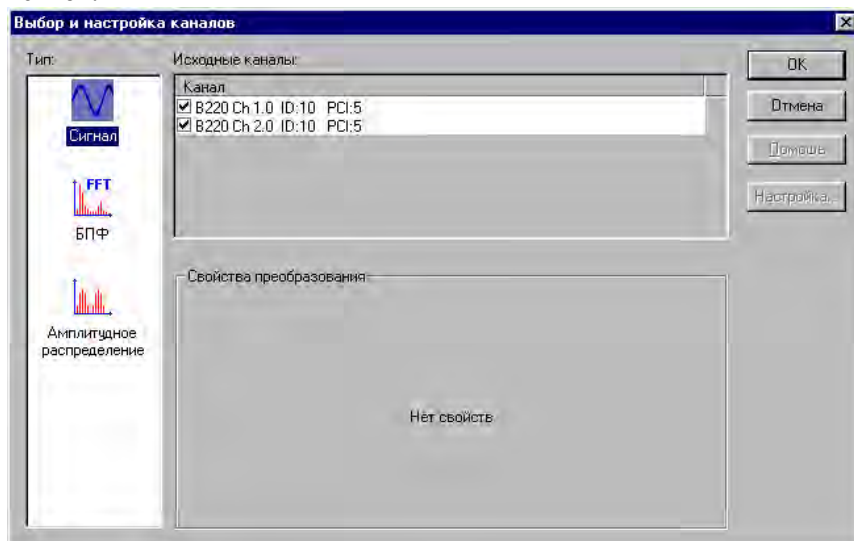 Выбор и настройка каналов
Тип:
Сигнал
FFT
БПФ
Амплитудное
распределение
Исходные каналы:
Канал
B220 Ch 1.0 ID:10 PCI:5
B220 Ch 2.0 ID:10 PCI:5
Свойства преобразования
Нет свойств
OK
Отмена
Помощь
Настройка...